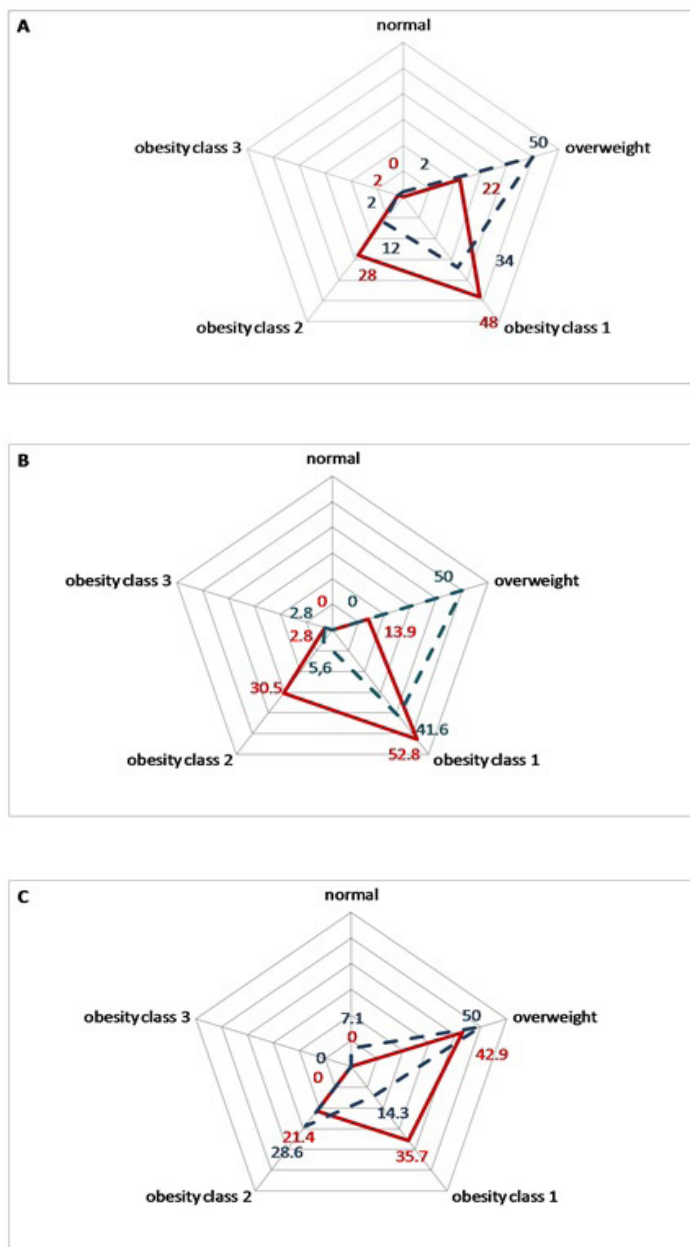 A
normal
50
overweight
obesity class 3
0 2
2
22
2
12
34
28
obesity class 2
48 obesity class 1
B
normal
50
obesity class 3
overweight
0 0
2.8
13.9
2.8
5,6
30.5
41.6
52.8
obesity class 2
obesity class 1
C
normal
7.1
50
obesity class 3
overweight
0
0
42.9
0
14.3
21.4
28.6
35.7
obesity class 2
obesity class 1